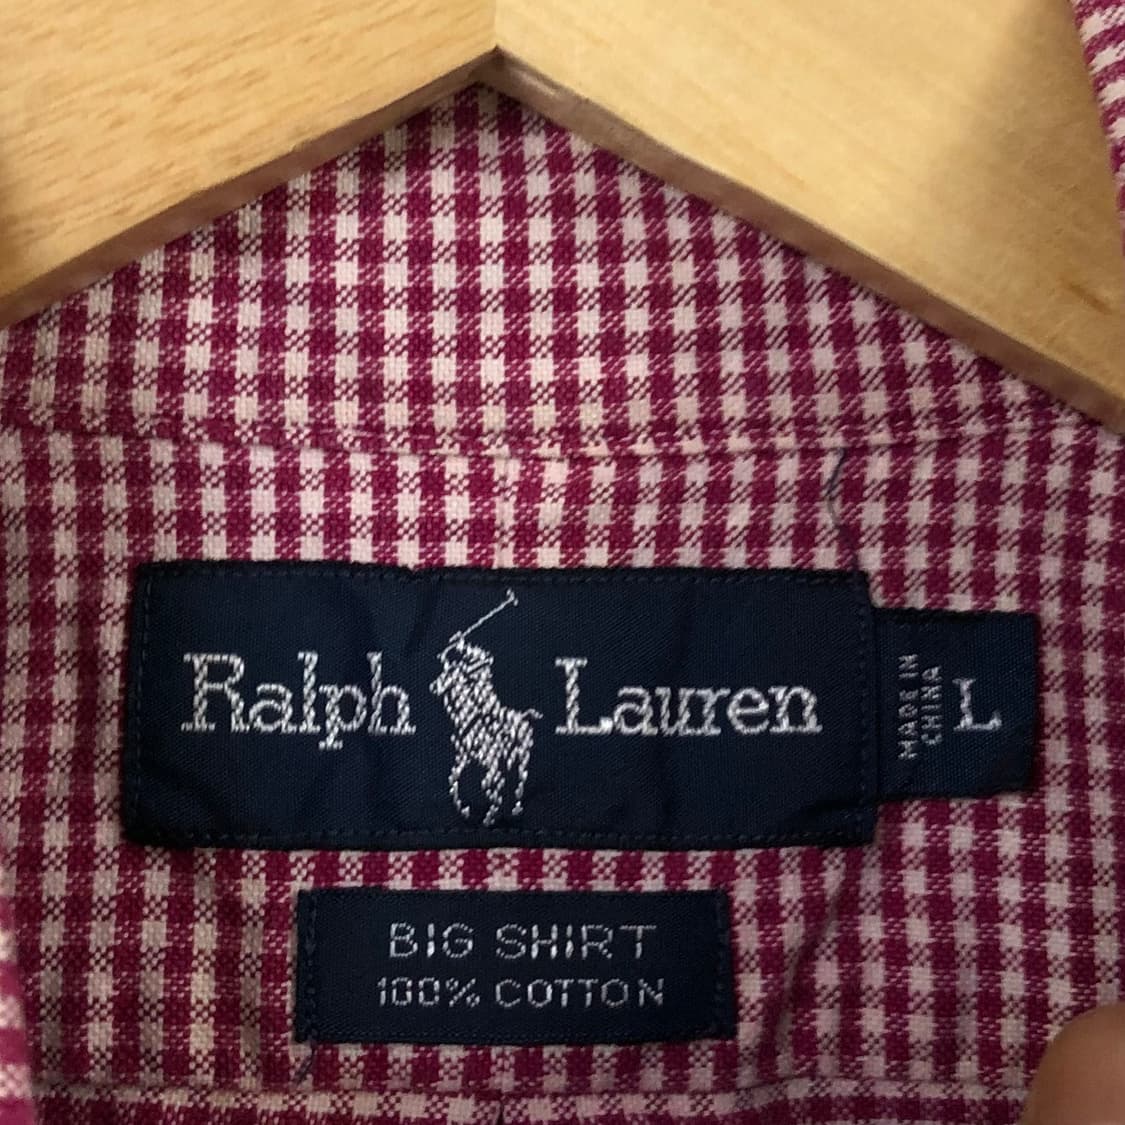 Ralph Lauren
MADE IN
CHINA
L
BIG SHIRT
100% COTTON